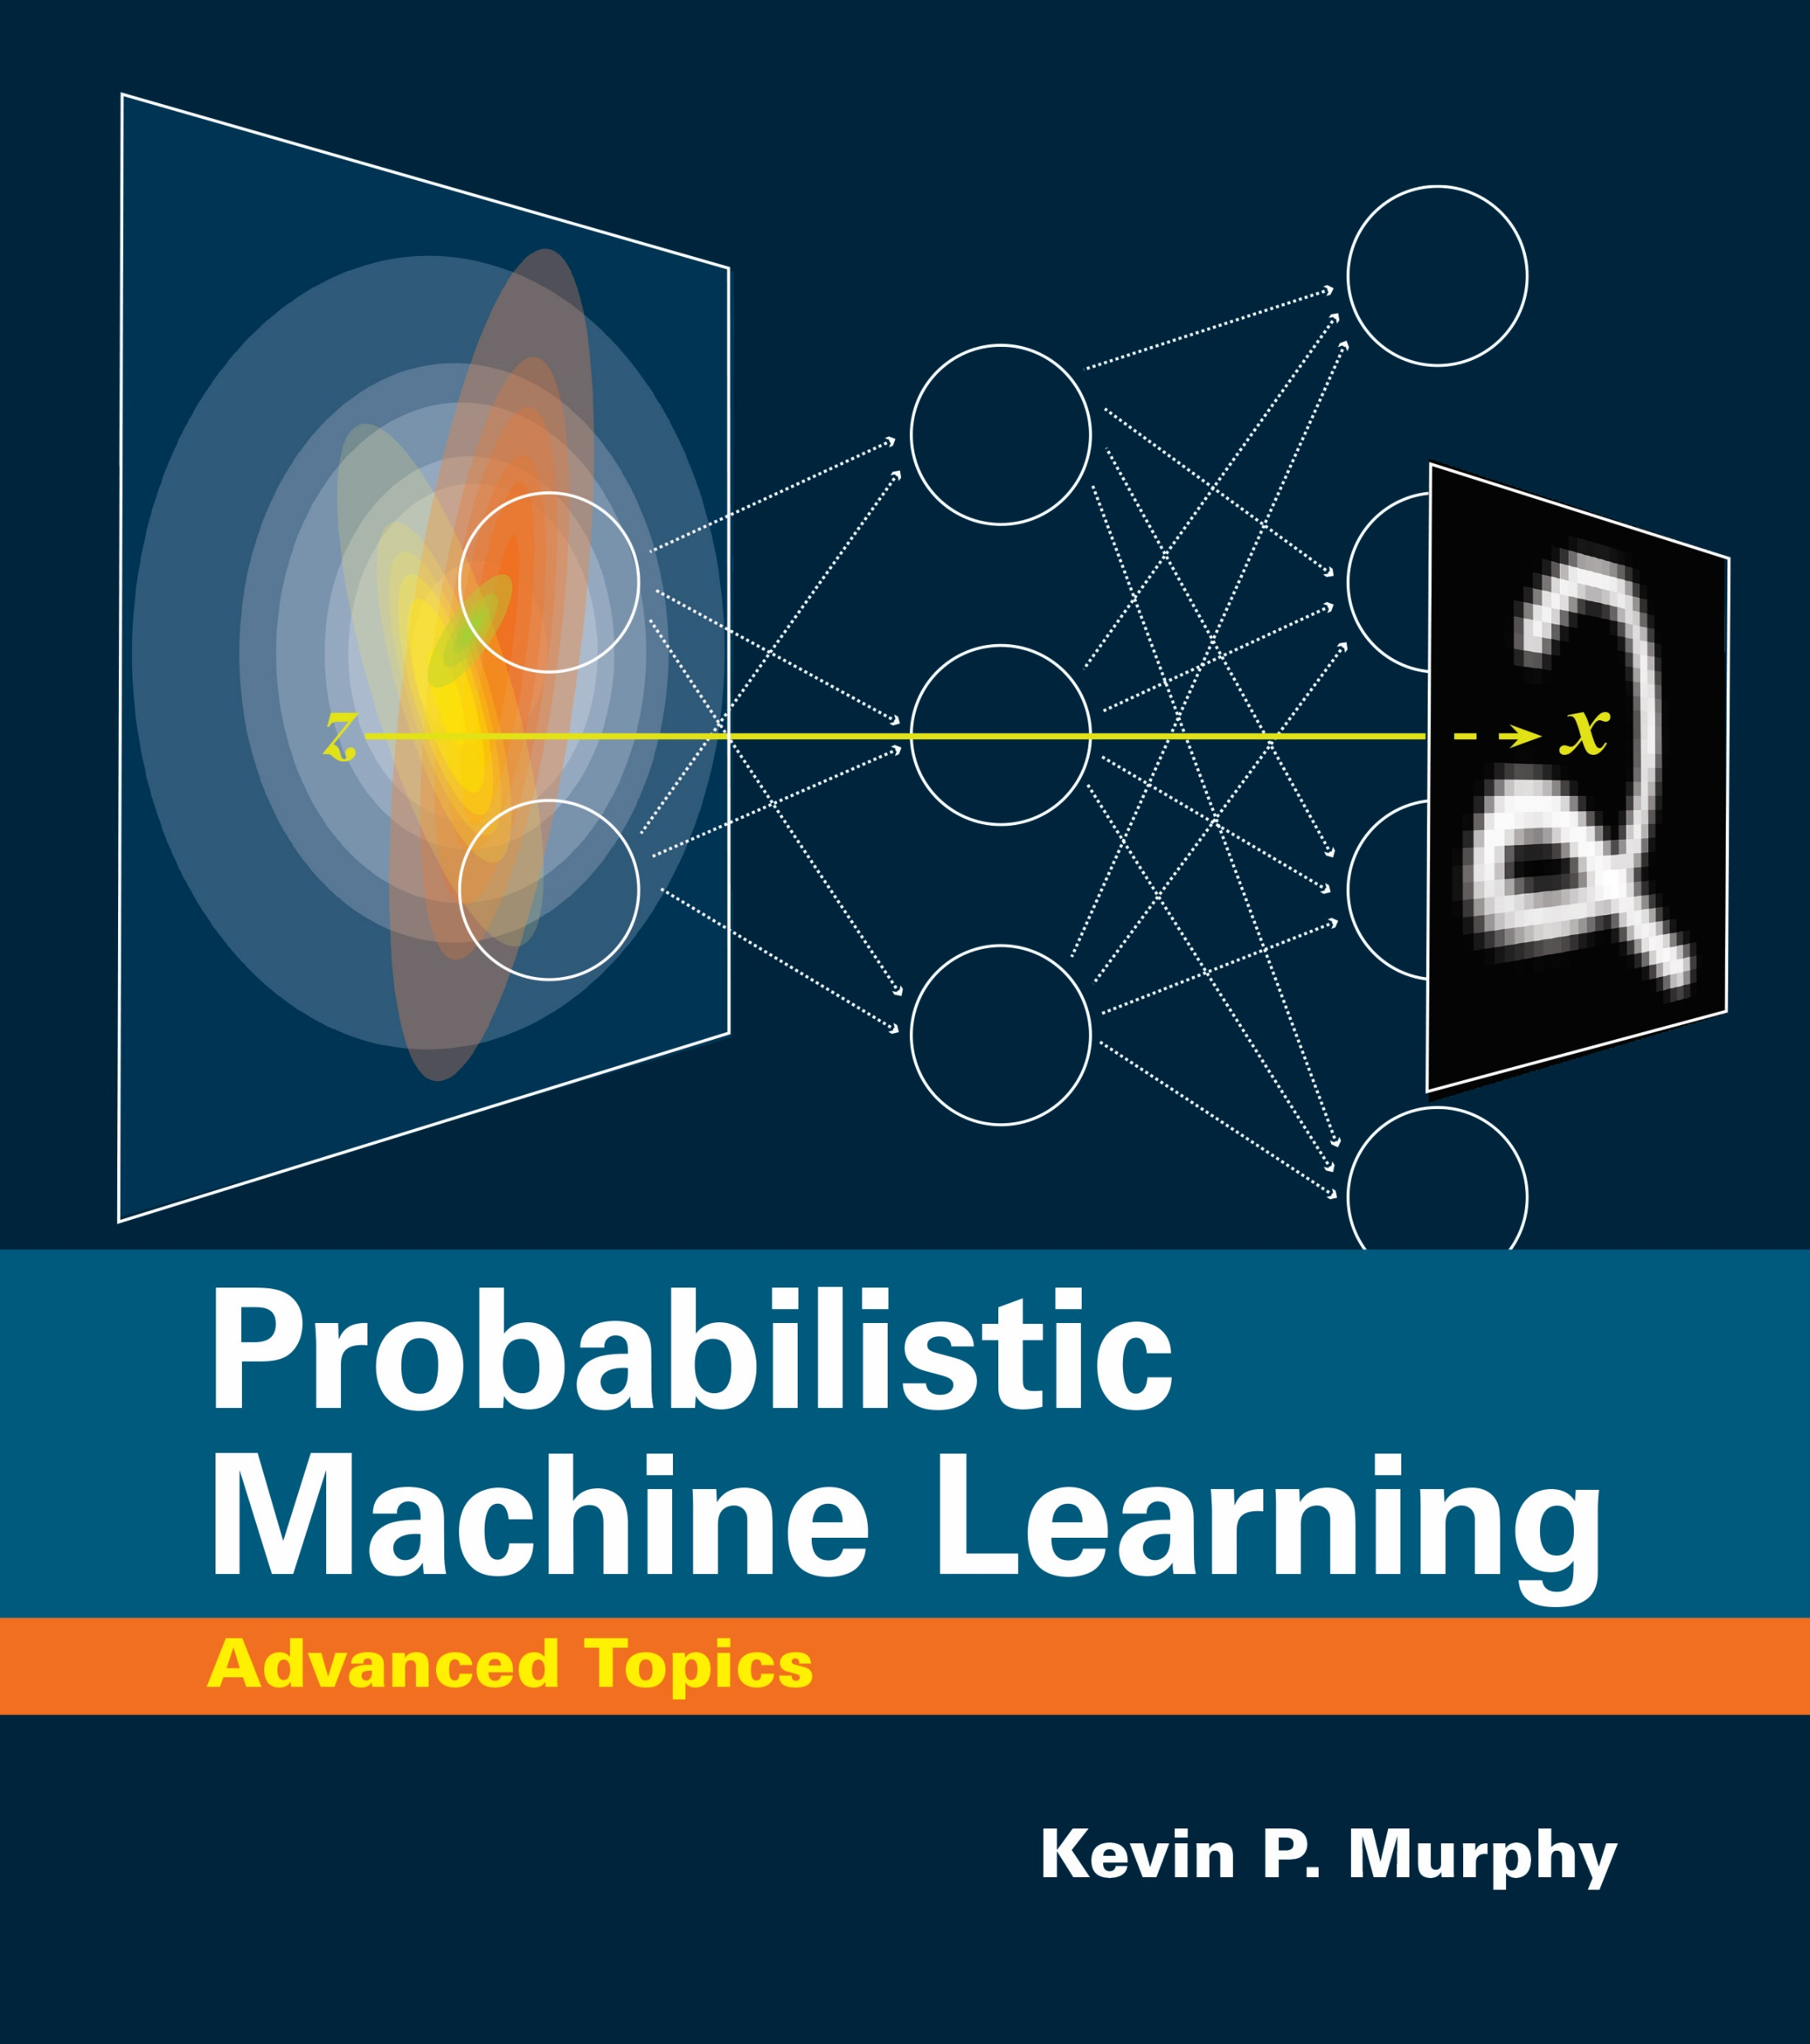 z x
Probabilistic
Machine Learning
Advanced Topics
Kevin P. Murphy